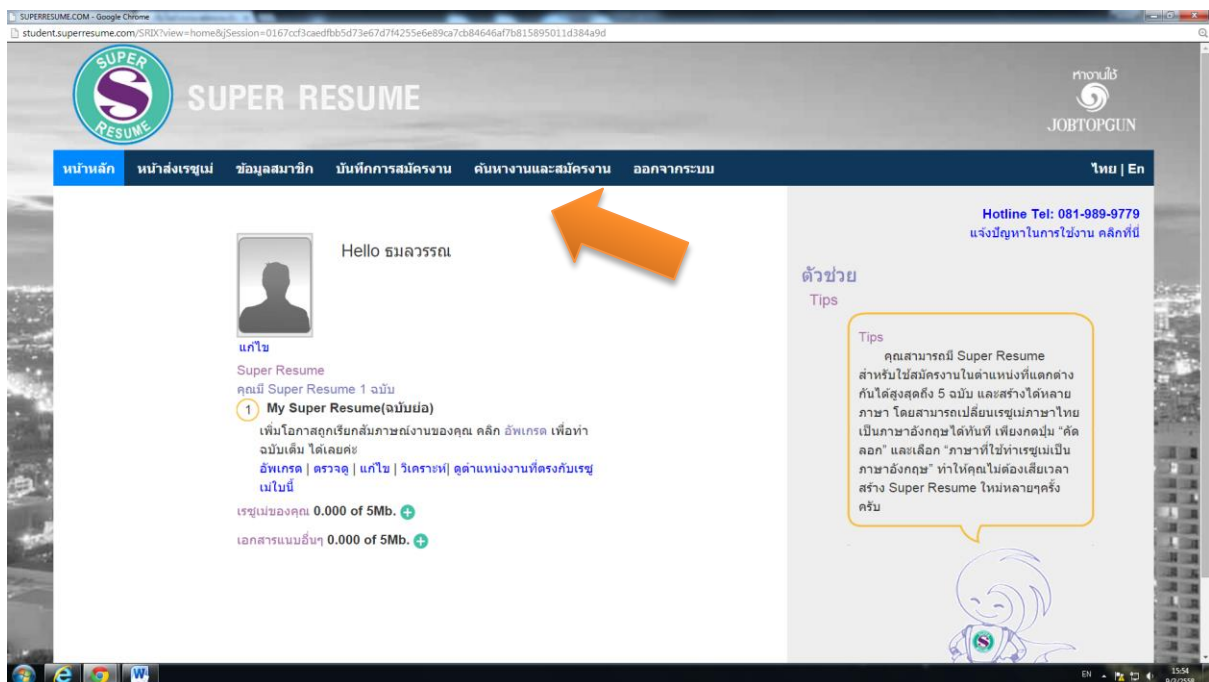 SUPERRESUME.COM - Google Chrome
student.superresume.com/SRIX?view=home&jSession=0167ccf3caedfbb5d73e67d7f4255e6e89ca7cb84646af7b815895011d384a9d
SUPER
S
RESUME
SUPER RESUME
หางานใช้
JOBTOPGUN
หน้าหลัก หน้าส่งเรซูเม่ ข้อมูลสมาชิก บันทึกการสมัครงาน ค้นหางานและสมัครงาน ออกจากระบบ ไทย | En
Hotline Tel: 081-989-9779
แจ้งปัญหาในการใช้งาน คลิกที่นี่
Hello ธมลวรรณ
แก้ไข
Super Resume
คุณมี Super Resume 1 ฉบับ
1 My Super Resume(ฉบับย่อ)
เพิ่มโอกาสถูกเรียกสัมภาษณ์งานของคุณ คลิก อัพเกรด เพื่อทำ
ฉบับเต็ม ได้เลยค่ะ
อัพเกรด | ตรวจดู | แก้ไข | วิเคราะห์| ดูตำแหน่งงานที่ตรงกับเรซู
เม่ใบนี้
เรซูเม่ของคุณ 0.000 of 5Mb.
เอกสารแนบอื่นๆ 0.000 of 5Mb.
ตัวช่วย
Tips
Tips
คุณสามารถมี Super Resume
สำหรับใช้สมัครงานในตำแหน่งที่แตกต่าง
กันได้สูงสุดถึง 5 ฉบับ และสร้างได้หลาย
ภาษา โดยสามารถเปลี่ยนเรซูเม่ภาษาไทย
เป็นภาษาอังกฤษได้ทันที เพียงกดปุ่ม “คัด
ลอก” และเลือก “ภาษาที่ใช้ทำเรซูเม่เป็น
ภาษาอังกฤษ” ทำให้คุณไม่ต้องเสียเวลา
สร้าง Super Resume ใหม่หลายๆครั้ง
ครับ
S
EN
15:54
9/3/2558